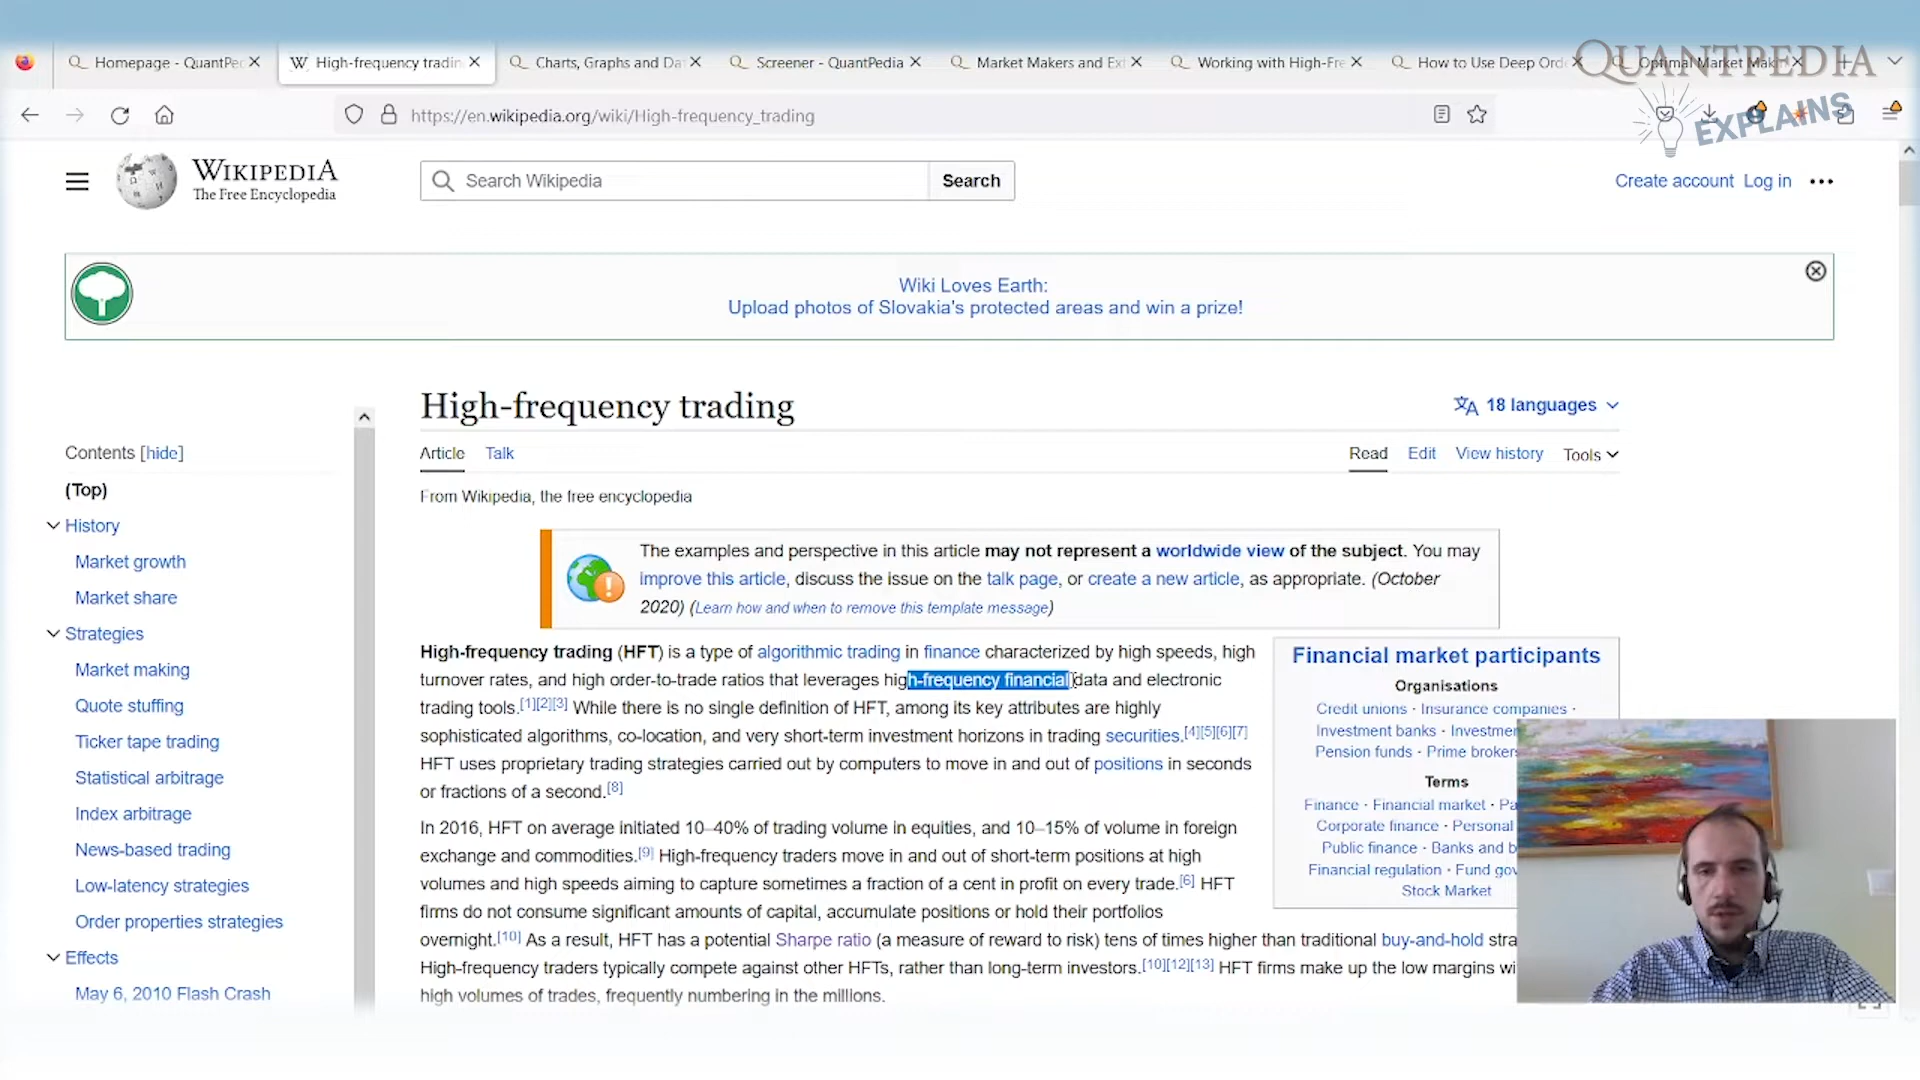 Homepage - QuantPe
High-frequency tradin
Charts, Graphs and Da
Screener - QuantPedia
Market Makers and Ex
Working with High-Fre
How to Use Deep Ord
Optimal Market Maki
QUANTPEDIA
EXPLAINS
https://en.wikipedia.org/wiki/High-frequency_trading
WIKIPEDIA
The Free Encyclopedia
Search Wikipedia
Search
Create account Log in
Wiki Loves Earth:
Upload photos of Slovakia's protected areas and win a prize!
High-frequency trading
18 languages
Article Talk
Read Edit View history Tools
From Wikipedia, the free encyclopedia
Contents [hide]
(Top)
History
Market growth
Market share
Strategies
Market making
Quote stuffing
Ticker tape trading
Statistical arbitrage
Index arbitrage
News-based trading
Low-latency strategies
Order properties strategies
Effects
May 6, 2010 Flash Crash
The examples and perspective in this article may not represent a worldwide view of the subject. You may
improve this article, discuss the issue on the talk page, or create a new article, as appropriate. (October
2020) (Learn how and when to remove this template message)
High-frequency trading (HFT) is a type of algorithmic trading in finance characterized by high speeds, high
turnover rates, and high order-to-trade ratios that leverages high-frequency financial data and electronic
trading tools.[1][2][3] While there is no single definition of HFT, among its key attributes are highly
sophisticated algorithms, co-location, and very short-term investment horizons in trading securities.[4][5][6][7]
HFT uses proprietary trading strategies carried out by computers to move in and out of positions in seconds
or fractions of a second.[8]
In 2016, HFT on average initiated 10–40% of trading volume in equities, and 10–15% of volume in foreign
exchange and commodities.[9] High-frequency traders move in and out of short-term positions at high
volumes and high speeds aiming to capture sometimes a fraction of a cent in profit on every trade.[6] HFT
firms do not consume significant amounts of capital, accumulate positions or hold their portfolios
overnight.[10] As a result, HFT has a potential Sharpe ratio (a measure of reward to risk) tens of times higher than traditional buy-and-hold stra
High-frequency traders typically compete against other HFTs, rather than long-term investors.[10][12][13] HFT firms make up the low margins wi
high volumes of trades, frequently numbering in the millions.
Financial market participants
Organisations
Credit unions · Insurance companies ·
Investment banks · Investme
Pension funds · Prime brokers
Terms
Finance · Financial market · Pa
Corporate finance · Personal
Public finance · Banks and b
Financial regulation · Fund gov
Stock Market